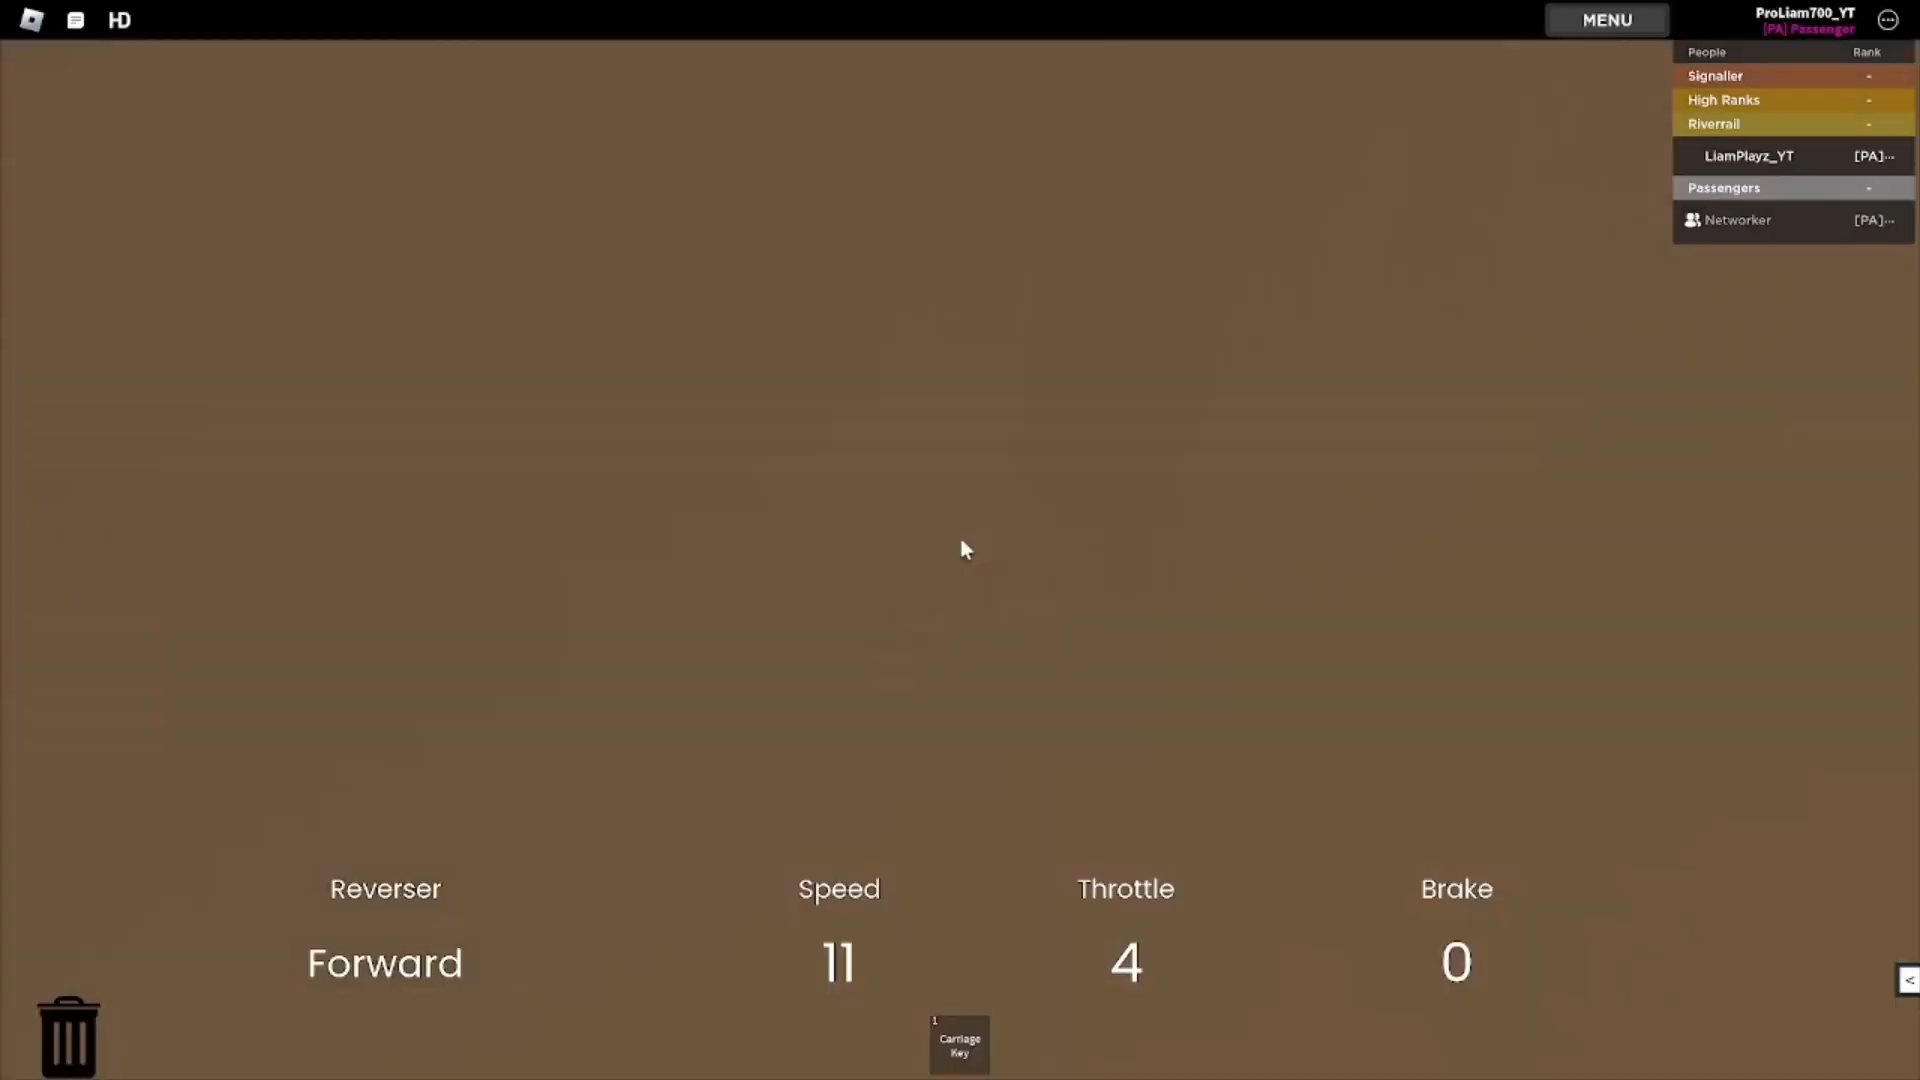 HD
MENU
ProLiam700_YT
[PA] Passenger
People Rank
Signaller -
High Ranks -
Riverrail -
LiamPlayz_YT [PA]...
Passengers -
Networker [PA]...
Reverser Speed Throttle Brake
Forward 11 4 0
<
1
Carriage
Key